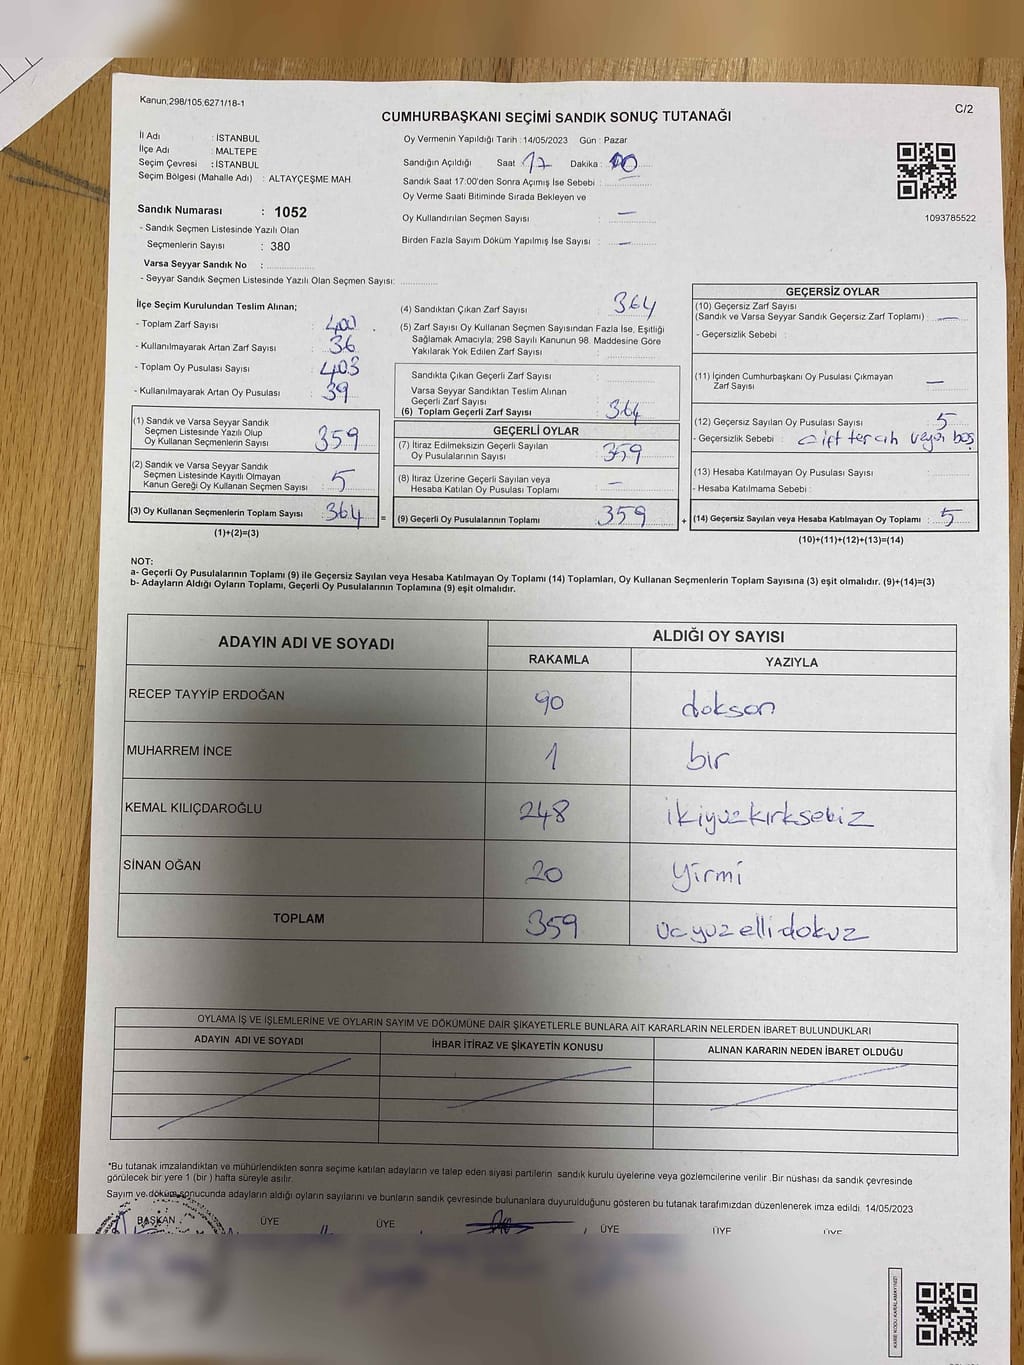 Kanun;298/105,6271/18-1
C/2
CUMHURBAŞKANI SEÇİMİ SANDIK SONUÇ TUTANAĞI
İl Adı : İSTANBUL
İlçe Adı : MALTEPE
Seçim Çevresi : İSTANBUL
Seçim Bölgesi (Mahalle Adı) : ALTAYÇEŞME MAH.
Oy Vermenin Yapıldığı Tarih : 14/05/2023 Gün : Pazar
Sandığın Açıldığı Saat 17 Dakika : 00
Sandık Saat 17:00'den Sonra Açımış İse Sebebi :
Oy Verme Saati Bitiminde Sırada Bekleyen ve
Oy Kullandırılan Seçmen Sayısı : —
Birden Fazla Sayım Döküm Yapılmış İse Sayısı : —
1093785522
Sandık Numarası : 1052
- Sandık Seçmen Listesinde Yazılı Olan
Seçmenlerin Sayısı : 380
Varsa Seyyar Sandık No :
- Seyyar Sandık Seçmen Listesinde Yazılı Olan Seçmen Sayısı:
İlçe Seçim Kurulundan Teslim Alınan;
- Toplam Zarf Sayısı : 400
- Kullanılmayarak Artan Zarf Sayısı : 36
- Toplam Oy Pusulası Sayısı : 403
- Kullanılmayarak Artan Oy Pusulası : 39
(1) Sandık ve Varsa Seyyar Sandık
Seçmen Listesinde Yazılı Olup
Oy Kullanan Seçmenlerin Sayısı : 359
(2) Sandık ve Varsa Seyyar Sandık
Seçmen Listesinde Kayıtlı Olmayan
Kanun Gereği Oy Kullanan Seçmen Sayısı : 5
(3) Oy Kullanan Seçmenlerin Toplam Sayısı : 364
(1)+(2)=(3)
(4) Sandıktan Çıkan Zarf Sayısı : 364
(5) Zarf Sayısı Oy Kullanan Seçmen Sayısından Fazla İse, Eşitliği
Sağlamak Amacıyla; 298 Sayılı Kanunun 98. Maddesine Göre
Yakılarak Yok Edilen Zarf Sayısı :
Sandıkta Çıkan Geçerli Zarf Sayısı :
Varsa Seyyar Sandıktan Teslim Alınan
Geçerli Zarf Sayısı :
(6) Toplam Geçerli Zarf Sayısı : 364
GEÇERLİ OYLAR
(7) İtiraz Edilmeksizin Geçerli Sayılan
Oy Pusulalarının Sayısı : 359
(8) İtiraz Üzerine Geçerli Sayılan veya
Hesaba Katılan Oy Pusulası Toplamı : —
= (9) Geçerli Oy Pusulalarının Toplamı : 359
GEÇERSİZ OYLAR
(10) Geçersiz Zarf Sayısı
(Sandık ve Varsa Seyyar Sandık Geçersiz Zarf Toplamı) : —
- Geçersizlik Sebebi :
(11) İçinden Cumhurbaşkanı Oy Pusulası Çıkmayan
Zarf Sayısı : —
(12) Geçersiz Sayılan Oy Pusulası Sayısı : 5
- Geçersizlik Sebebi : çift tercih veya boş
(13) Hesaba Katılmayan Oy Pusulası Sayısı :
- Hesaba Katılmama Sebebi :
+ (14) Geçersiz Sayılan veya Hesaba Katılmayan Oy Toplamı : 5
(10)+(11)+(12)+(13)=(14)
NOT:
a- Geçerli Oy Pusulalarının Toplamı (9) ile Geçersiz Sayılan veya Hesaba Katılmayan Oy Toplamı (14) Toplamları, Oy Kullanan Seçmenlerin Toplam Sayısına (3) eşit olmalıdır. (9)+(14)=(3)
b- Adayların Aldığı Oyların Toplamı, Geçerli Oy Pusulalarının Toplamına (9) eşit olmalıdır.
ADAYIN ADI VE SOYADI ALDIĞI OY SAYISI
RAKAMLA YAZIYLA
RECEP TAYYİP ERDOĞAN 90 doksan
MUHARREM İNCE 1 bir
KEMAL KILIÇDAROĞLU 248 ikiyüzkırksekiz
SİNAN OĞAN 20 yirmi
TOPLAM 359 üçyüzellidokuz
OYLAMA İŞ VE İŞLEMLERİNE VE OYLARIN SAYIM VE DÖKÜMÜNE DAİR ŞİKAYETLERLE BUNLARA AİT KARARLARIN NELERDEN İBARET BULUNDUKLARI
ADAYIN ADI VE SOYADI İHBAR İTİRAZ VE ŞİKAYETİN KONUSU ALINAN KARARIN NEDEN İBARET OLDUĞU
*Bu tutanak imzalandıktan ve mühürlendikten sonra seçime katılan adayların ve talep eden siyasi partilerin sandık kurulu üyelerine veya gözlemcilerine verilir .Bir nüshası da sandık çevresinde
görülecek bir yere 1 (bir ) hafta süreyle asılır.
Sayım ve döküm sonucunda adayların aldığı oyların sayılarını ve bunların sandık çevresinde bulunanlara duyurulduğunu gösteren bu tutanak tarafımızdan düzenlenerek imza edildi. 14/05/2023
BAŞKAN ÜYE ÜYE ÜYE ÜYE ÜYE